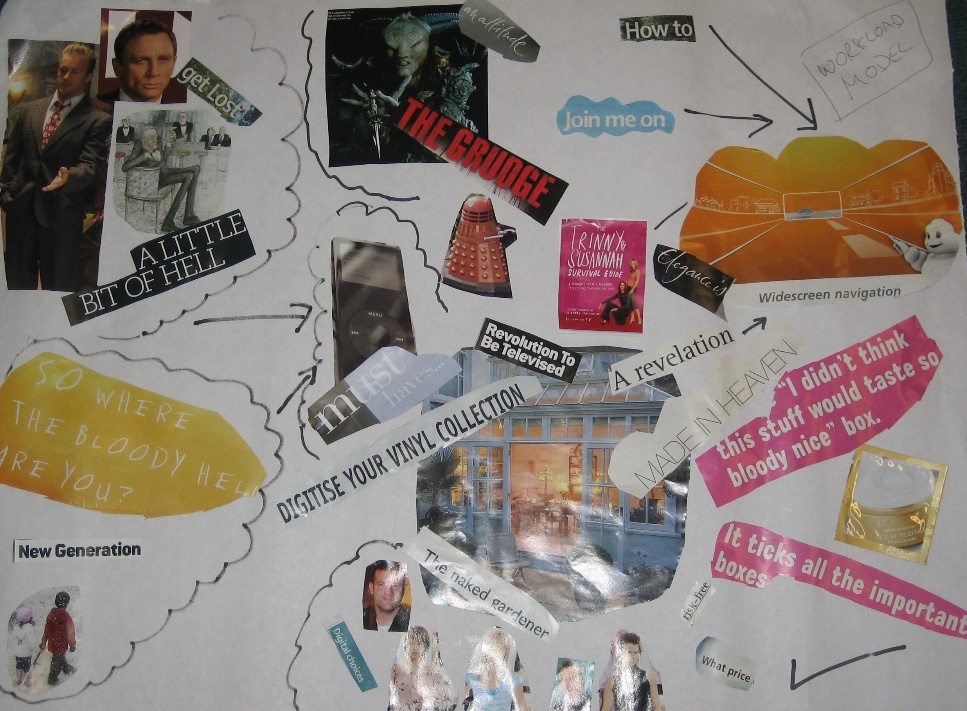 get Lost
A LITTLE
BIT OF HELL
an attitude
THE GRUDGE
How to
Join me on
WORKLOAD
MODEL
Widescreen navigation
TRINNY &
SUSANNAH
SURVIVAL GUIDE
Elegance is
MENU
must
haves...
Revolution To
Be Televised
A revelation
MADE IN HEAVEN
DIGITISE YOUR VINYL COLLECTION
"I didn't think
this stuff would taste so
bloody nice" box.
SO WHERE
THE BLOODY HELL
ARE YOU?
New Generation
The naked gardener
Digital choices
It ticks all the important
boxes
risk-free
What price